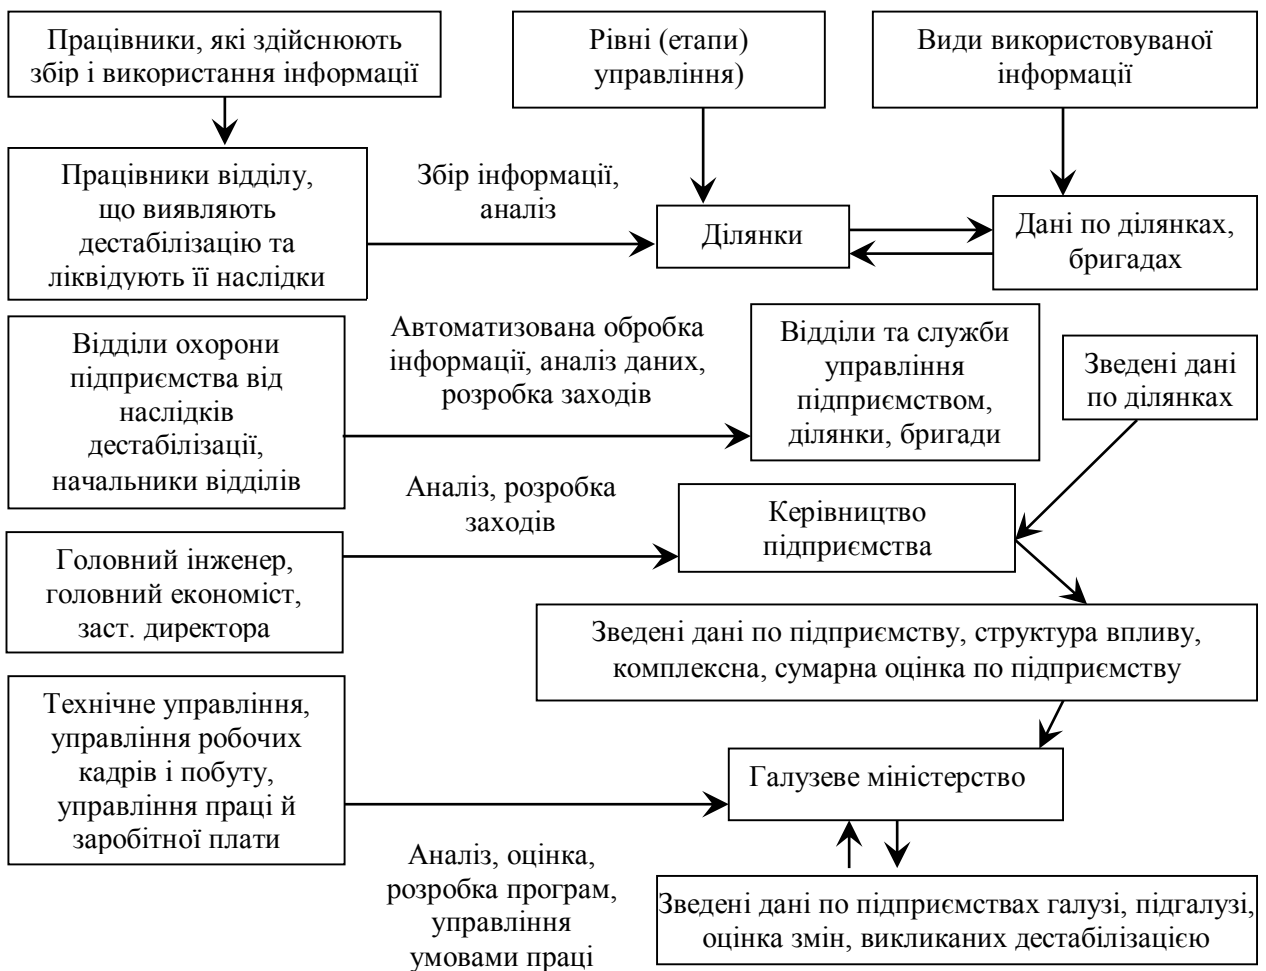 Працівники, які здійснюють
збір і використання інформації
Рівні (етапи)
управління)
Види використовуваної
інформації
Працівники відділу,
що виявляють
дестабілізацію та
ліквідують її наслідки
Збір інформації,
аналіз
Ділянки
Дані по ділянках,
бригадах
Відділи охорони
підприємства від
наслідків
дестабілізації,
начальники відділів
Автоматизована обробка
інформації, аналіз даних,
розробка заходів
Відділи та служби
управління
підприємством,
ділянки, бригади
Зведені дані
по ділянках
Головний інженер,
головний економіст,
заст. директора
Аналіз, розробка
заходів
Керівництво
підприємства
Зведені дані по підприємству, структура впливу,
комплексна, сумарна оцінка по підприємству
Технічне управління,
управління робочих
кадрів і побуту,
управління праці й
заробітної плати
Аналіз, оцінка,
розробка програм,
управління
умовами праці
Галузеве міністерство
Зведені дані по підприємствах галузі, підгалузі,
оцінка змін, викликаних дестабілізацією